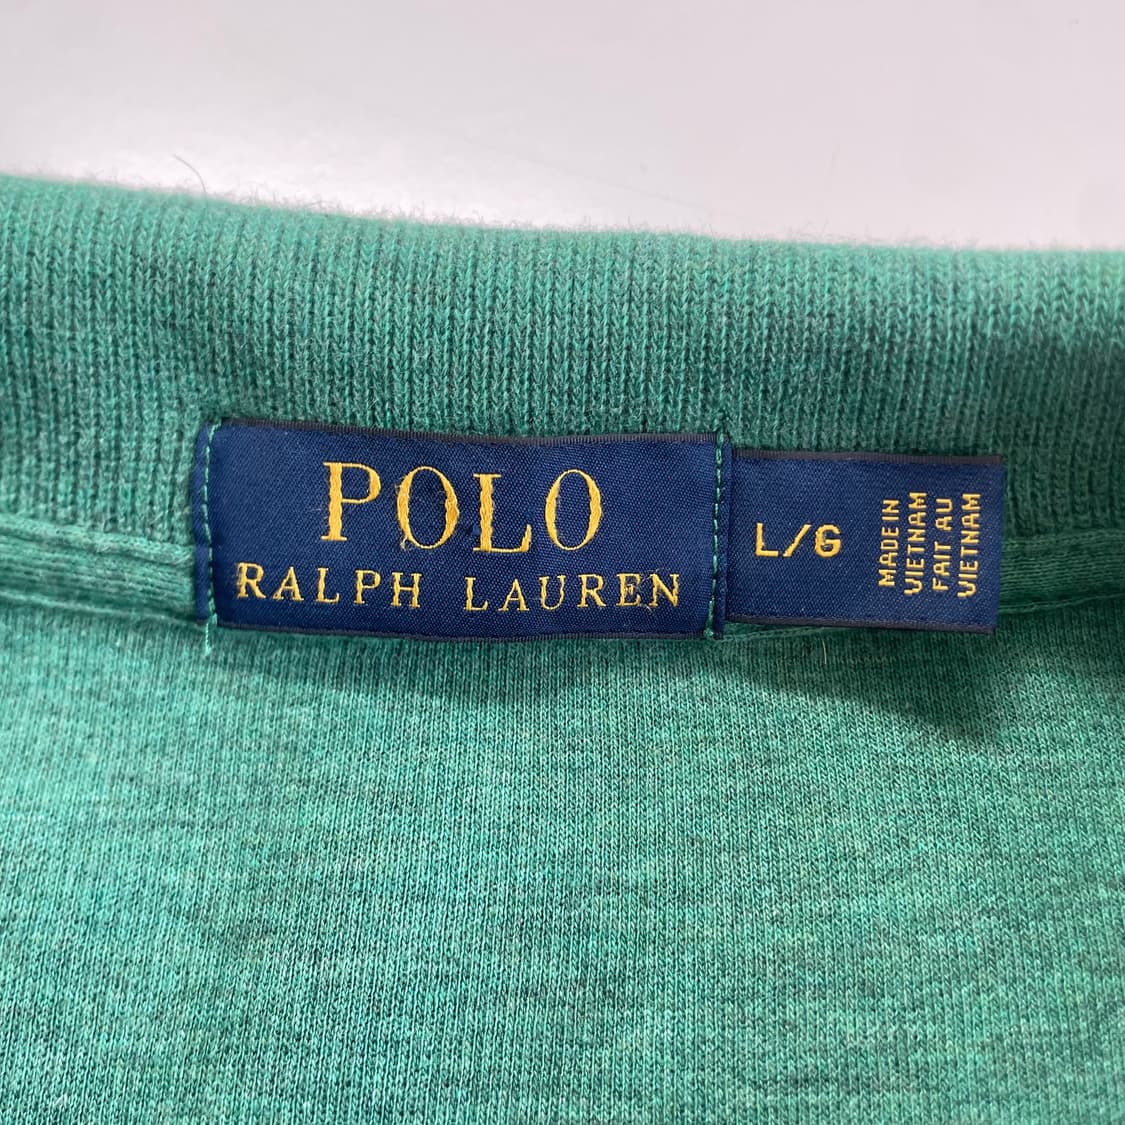 POLO
RALPH LAUREN
L/G
MADE IN
VIETNAM
FAIT AU
VIETNAM